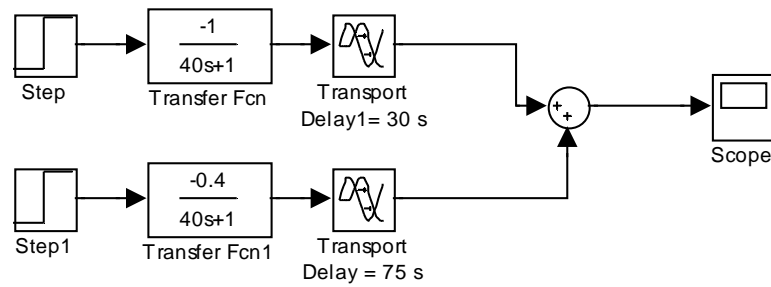 -1
40s+1
Step
Transfer Fcn
Transport
Delay1= 30 s
+
+
Scope
-0.4
40s+1
Step1
Transfer Fcn1
Transport
Delay = 75 s